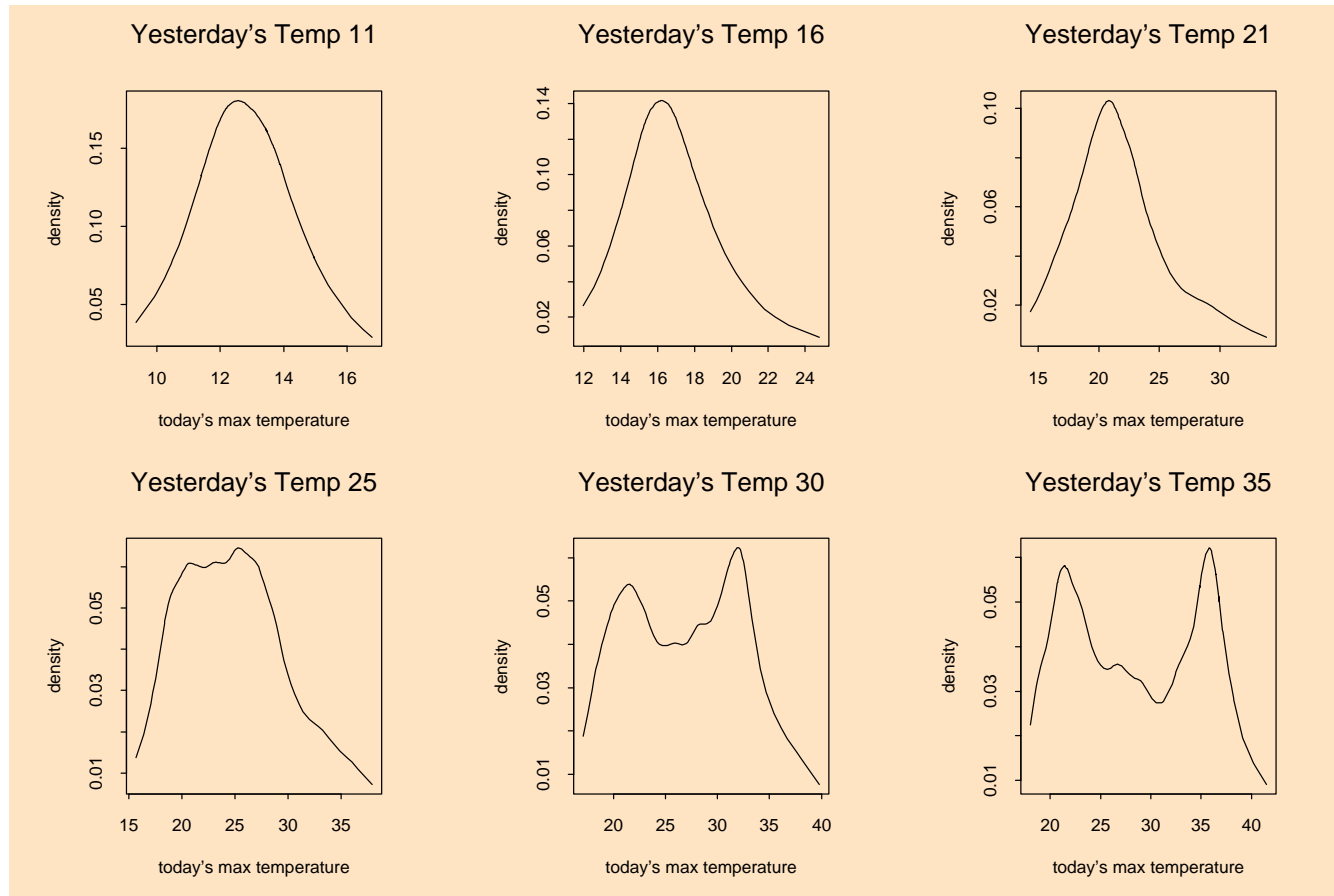 Yesterday's Temp 11
density
0.05 0.10 0.15
10 12 14 16
today's max temperature
Yesterday's Temp 16
density
0.02 0.06 0.10 0.14
12 14 16 18 20 22 24
today's max temperature
Yesterday's Temp 21
density
0.02 0.06 0.10
15 20 25 30
today's max temperature
Yesterday's Temp 25
density
0.01 0.03 0.05
15 20 25 30 35
today's max temperature
Yesterday's Temp 30
density
0.01 0.03 0.05
20 25 30 35 40
today's max temperature
Yesterday's Temp 35
density
0.01 0.03 0.05
20 25 30 35 40
today's max temperature